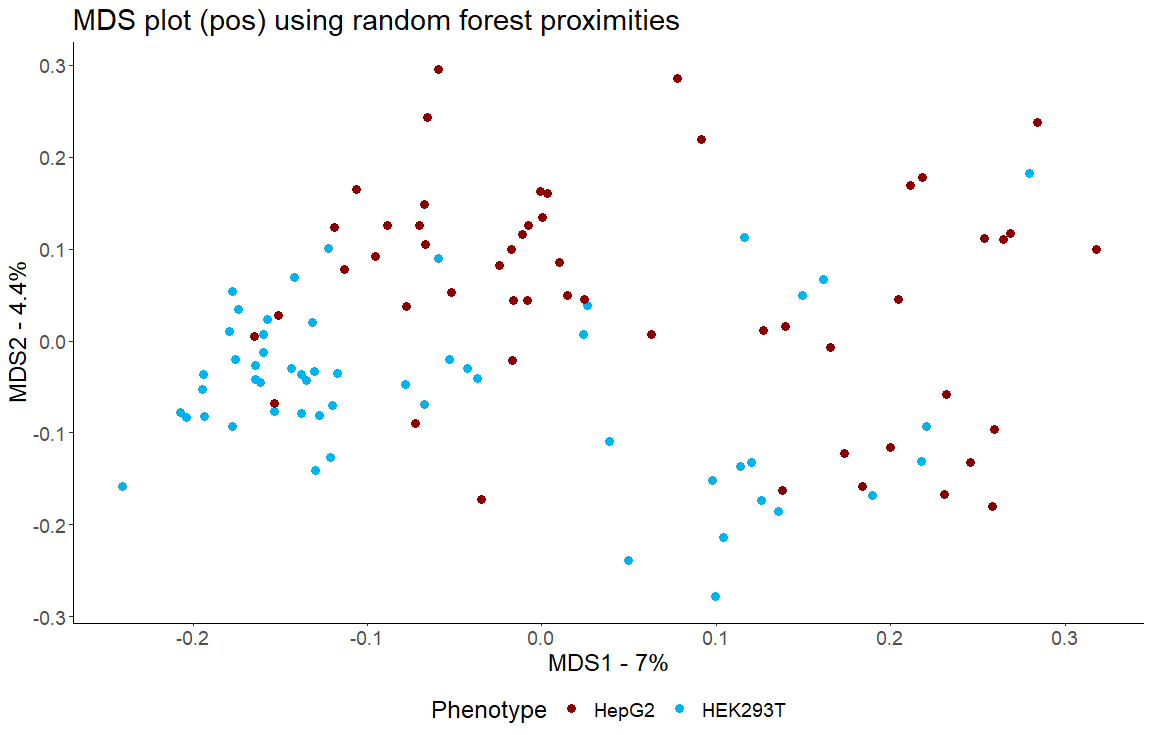 MDS plot (pos) using random forest proximities
MDS2 - 4.4%
0.3
0.2
0.1
0.0
-0.1
-0.2
-0.3
-0.2 -0.1 0.0 0.1 0.2 0.3
MDS1 - 7%
Phenotype HepG2 HEK293T